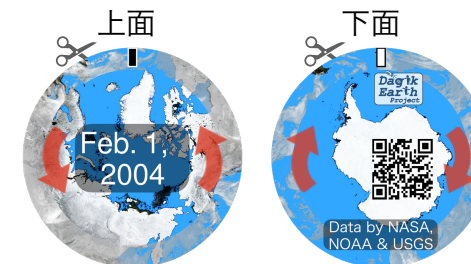 上面
下面
Feb. 1,
2004
Dagik
Earth
Project
Data by NASA,
NOAA & USGS